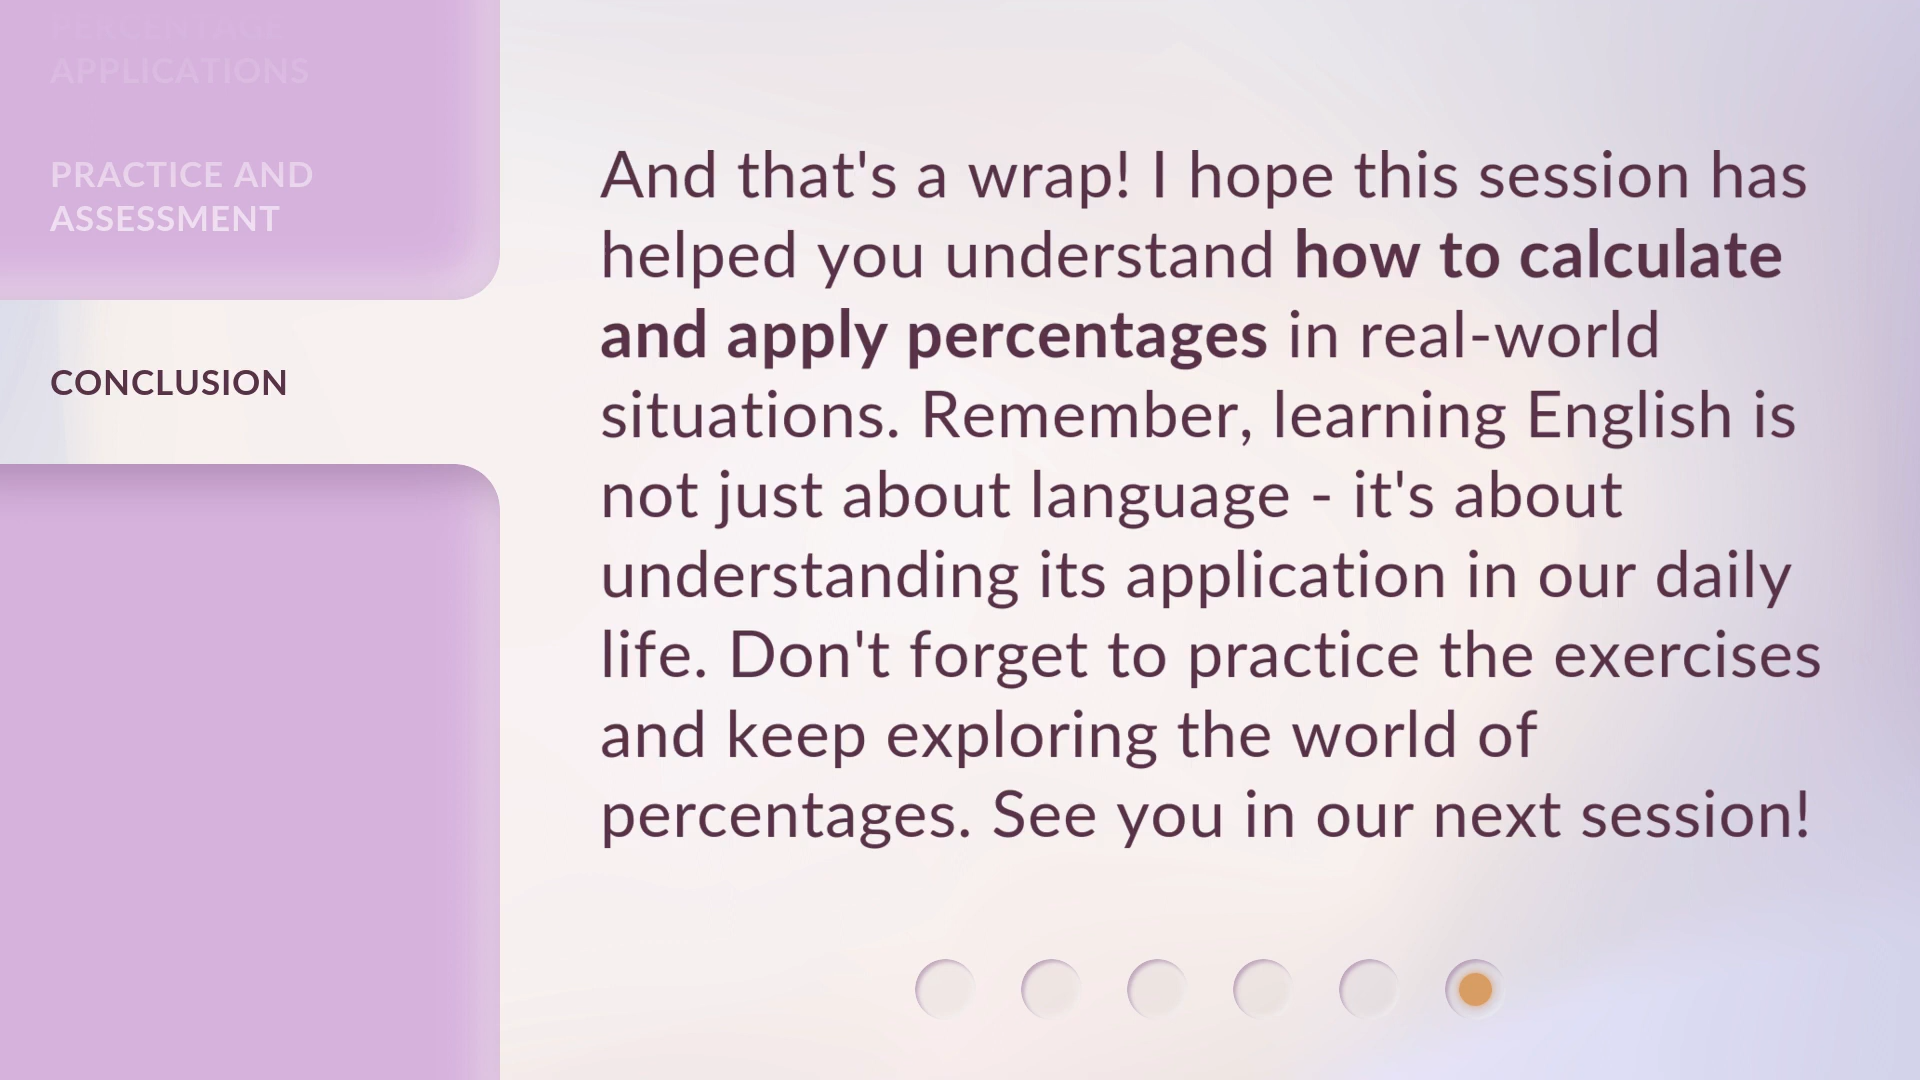 PERCENTAGE
APPLICATIONS
PRACTICE AND
ASSESSMENT
CONCLUSION
And that's a wrap! I hope this session has
helped you understand how to calculate
and apply percentages in real-world
situations. Remember, learning English is
not just about language - it's about
understanding its application in our daily
life. Don't forget to practice the exercises
and keep exploring the world of
percentages. See you in our next session!